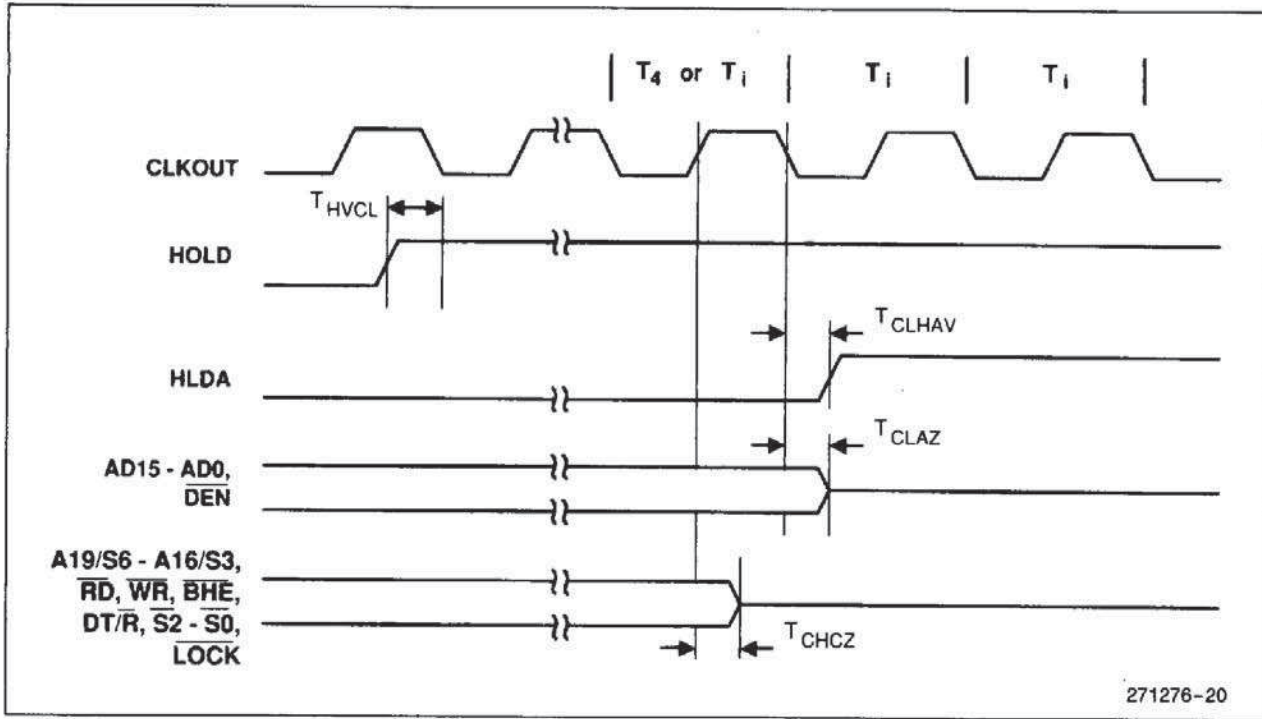 T4 or Ti Ti Ti
CLKOUT
THVCL
HOLD
TCLHAV
HLDA
TCLAZ
AD15 - AD0,
DEN
A19/S6 - A16/S3,
RD, WR, BHE,
DT/R, S2 - S0,
LOCK
TCHCZ
271276-20